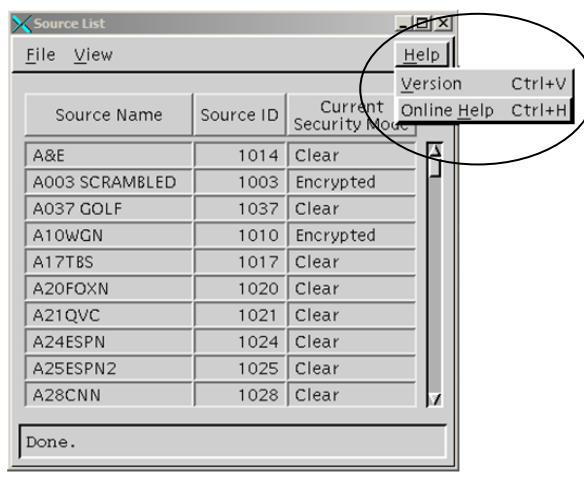 Source List
File View Help
Version Ctrl+V
Online Help Ctrl+H
Source Name Source ID Current Security Mode
A&E 1014 Clear
A003 SCRAMBLED 1003 Encrypted
A037 GOLF 1037 Clear
A10WGN 1010 Encrypted
A17TBS 1017 Clear
A20FOXN 1020 Clear
A21QVC 1021 Clear
A24ESPN 1024 Clear
A25ESPN2 1025 Clear
A28CNN 1028 Clear
Done.